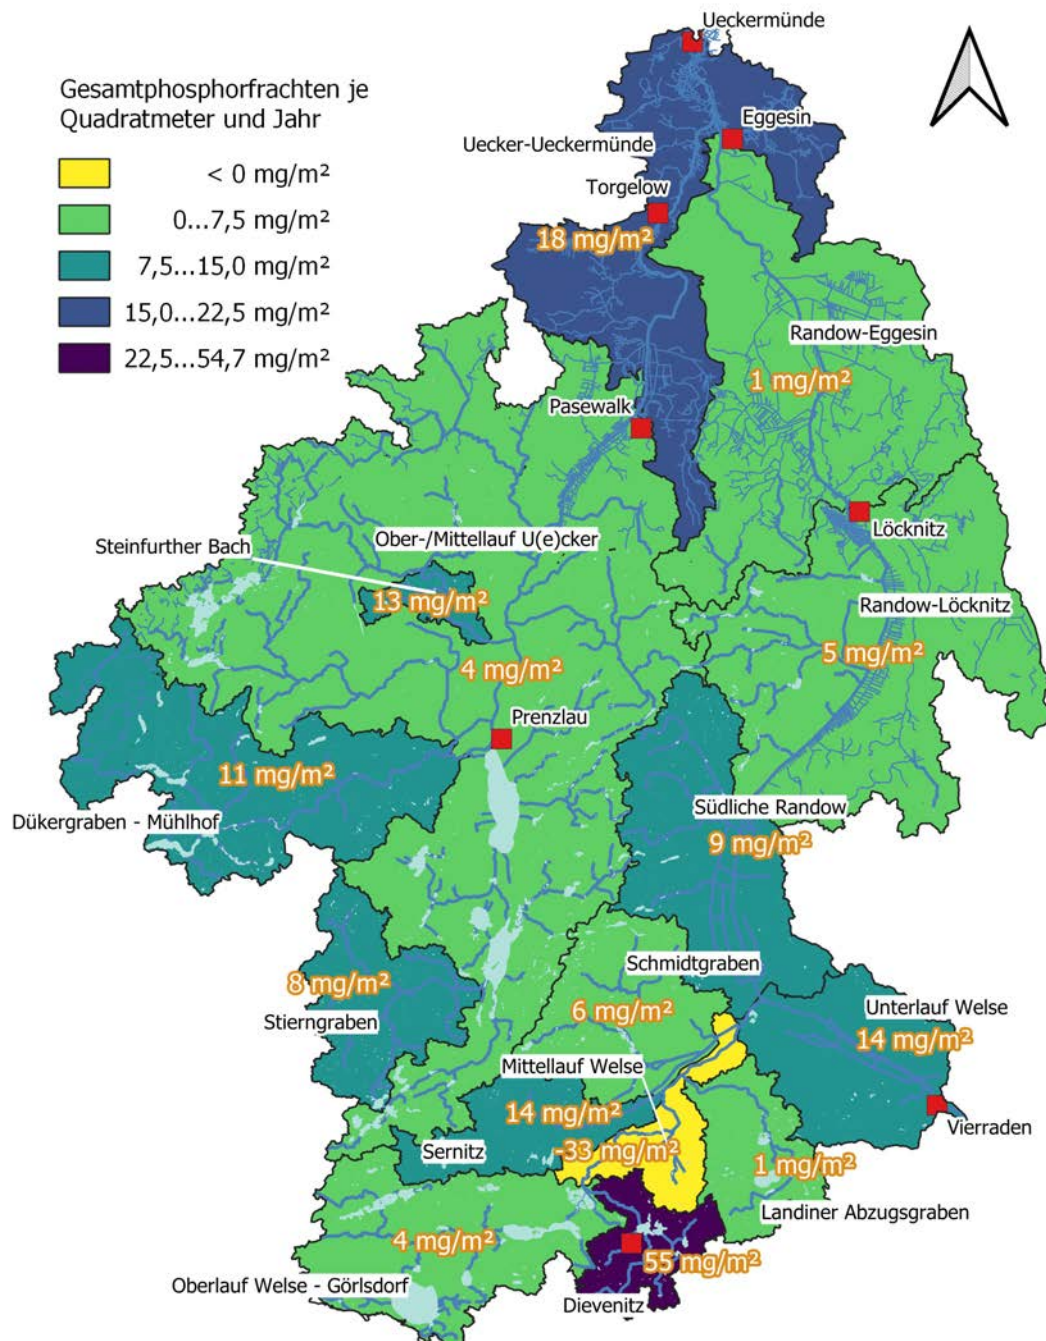 Ueckermünde
Gesamtphosphorfrachten je
Quadratmeter und Jahr
< 0 mg/m²
0...7,5 mg/m²
7,5...15,0 mg/m²
15,0...22,5 mg/m²
22,5...54,7 mg/m²
Eggesin
Uecker-Ueckermünde
Torgelow
18 mg/m²
Randow-Eggesin
1 mg/m²
Pasewalk
Löcknitz
Ober-/Mittellauf U(e)cker
Steinfurther Bach
13 mg/m²
Randow-Löcknitz
5 mg/m²
4 mg/m²
Prenzlau
11 mg/m²
Dükergraben - Mühlhof
Südliche Randow
9 mg/m²
Schmidtgraben
8 mg/m²
Stierngraben
6 mg/m²
Unterlauf Welse
14 mg/m²
Mittellauf Welse
14 mg/m²
Vierraden
Sernitz
-33 mg/m²
1 mg/m²
Landiner Abzugsgraben
4 mg/m²
55 mg/m²
Oberlauf Welse - Görlsdorf
Dievenitz